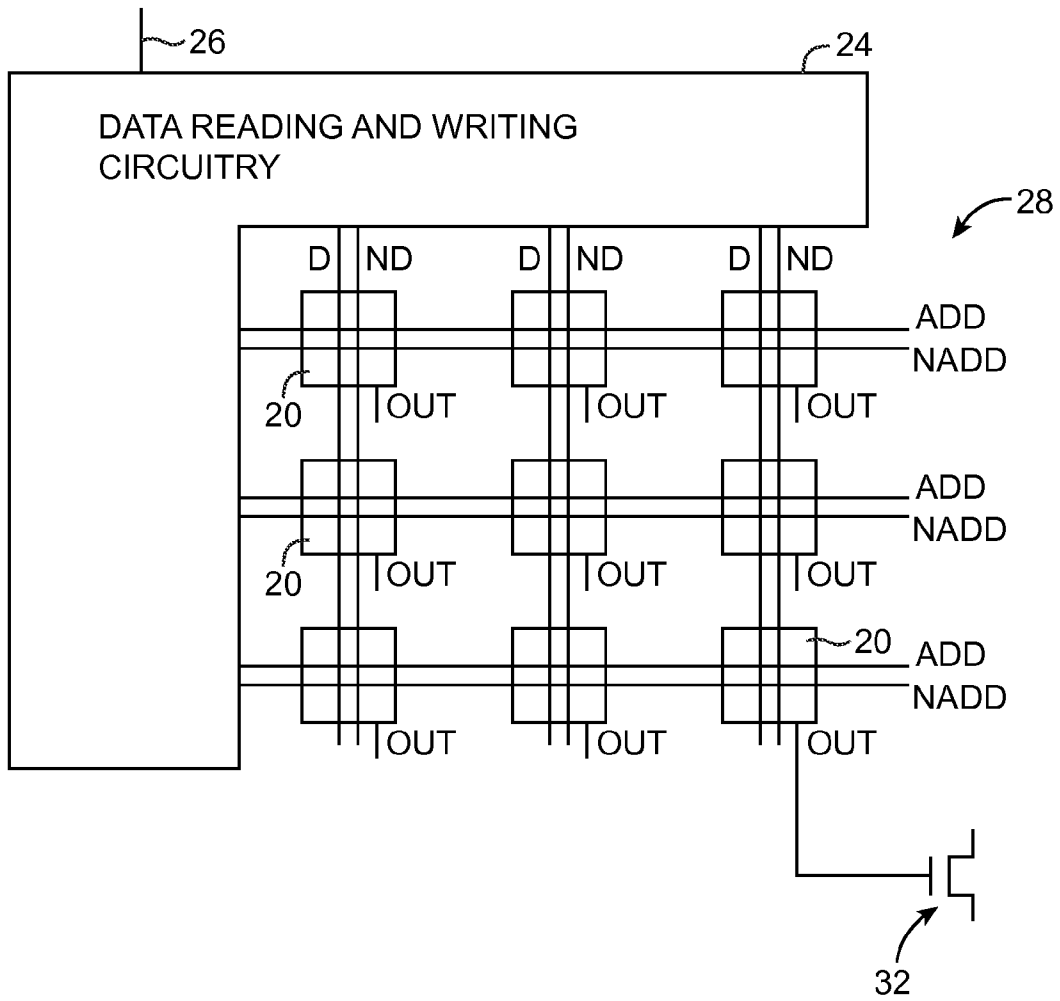 26
24
DATA READING AND WRITING
CIRCUITRY
28
D ND D ND D ND
ADD
NADD
20 OUT OUT OUT
ADD
NADD
20 OUT OUT OUT
20
ADD
NADD
OUT OUT OUT
32